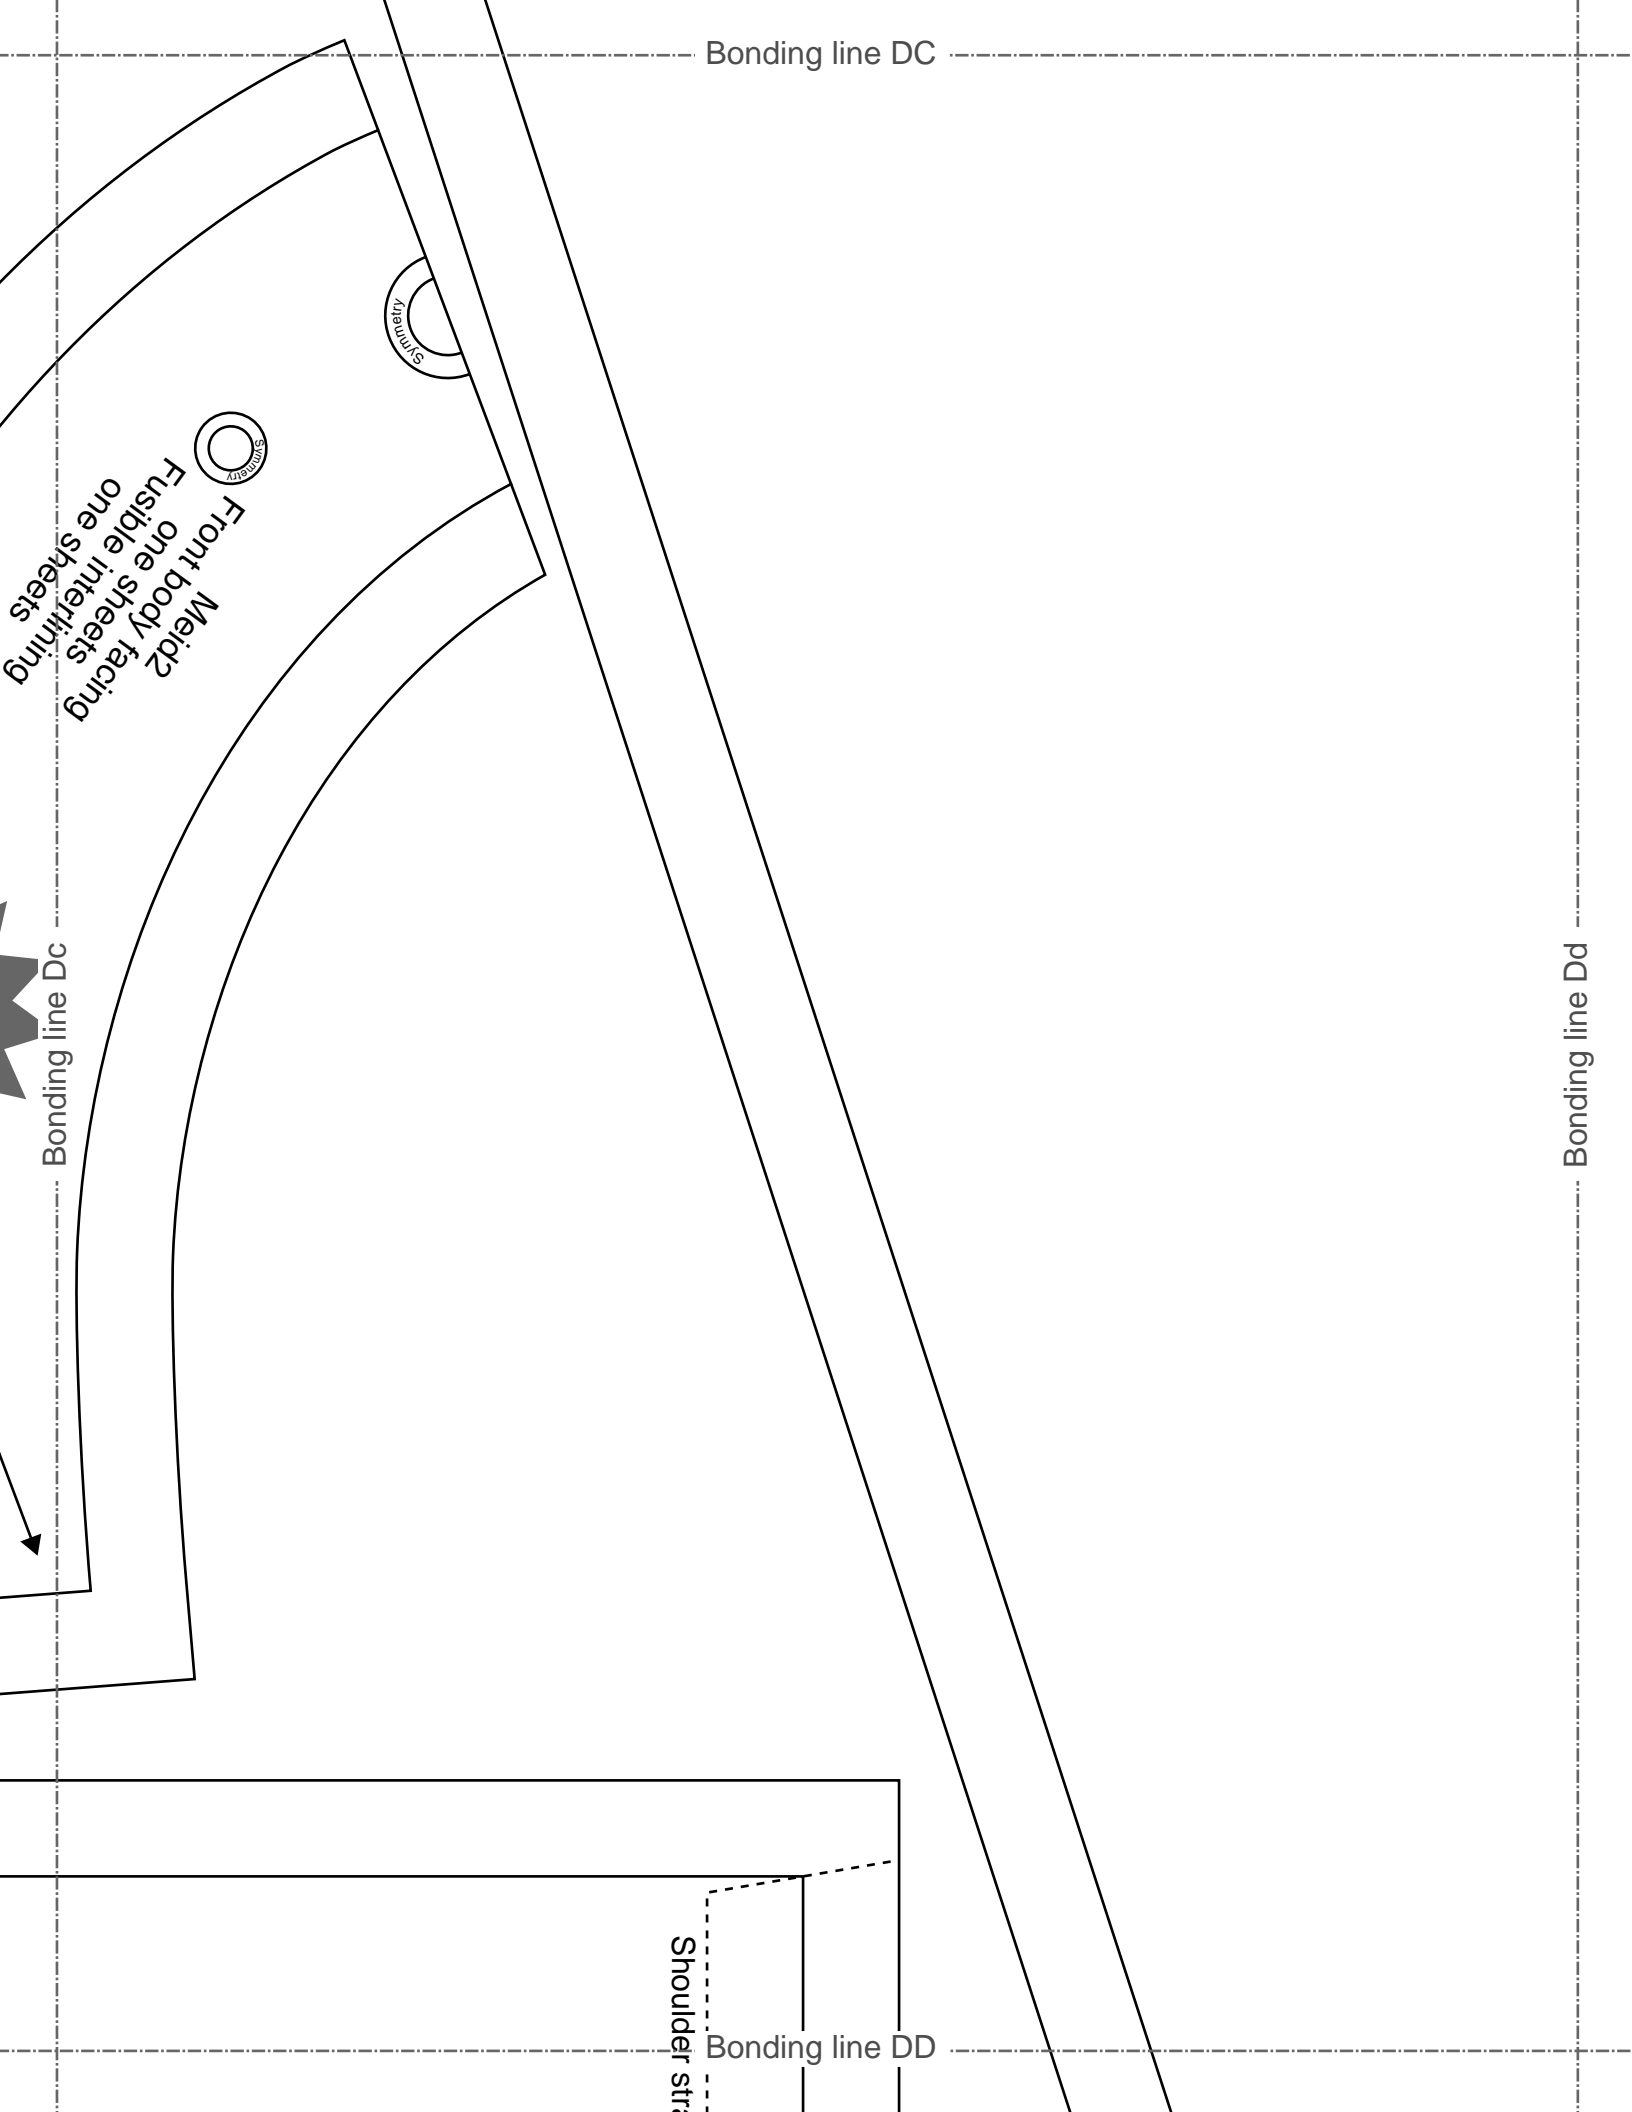 Bonding line DC
Symmetry
Symmetry
Meid2
Front body facing
one sheets
Fusible interlining
one sheets
Bonding line Dc
Bonding line Dd
Shoulder stra
Bonding line DD